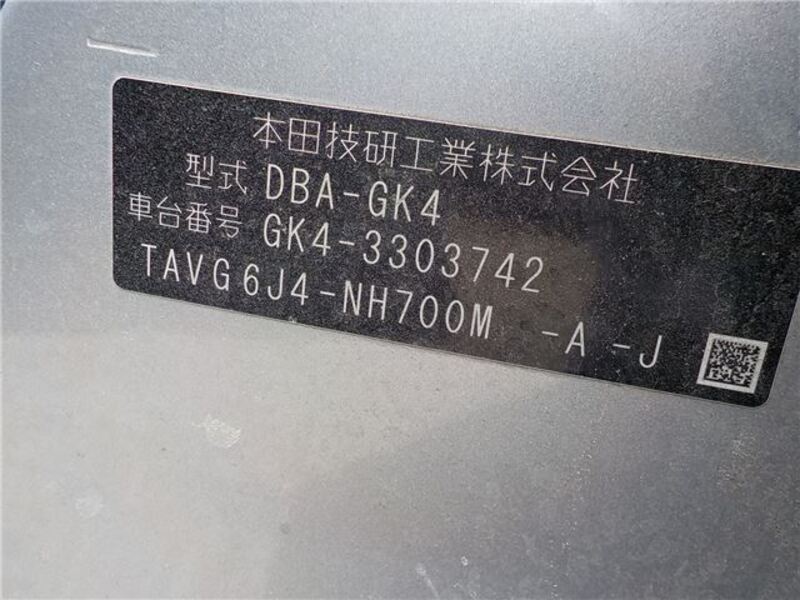 本田技研工業株式会社
型式 DBA-GK4
車台番号 GK4-3303742
TAVG6J4-NH700M -A -J